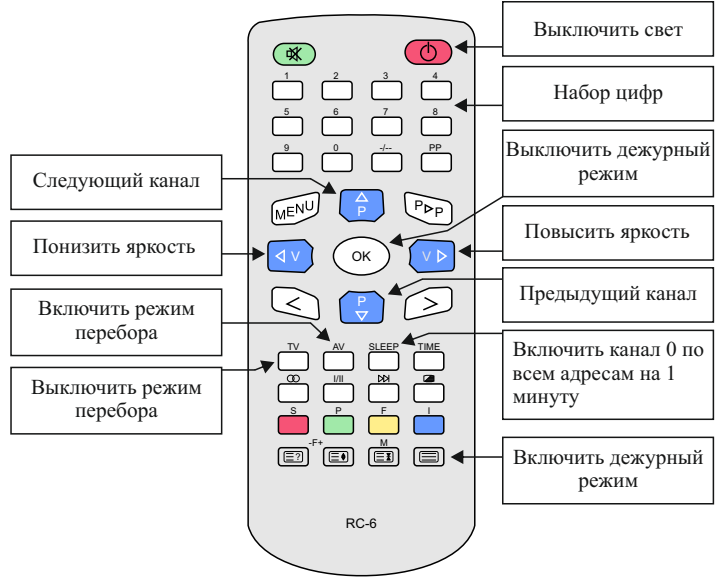 Выключить свет
1 2 3 4
Набор цифр
5 6 7 8
9 0 -/-- PP
Выключить дежурный
режим
Следующий канал
MENU P P P
Понизить яркость
V OK V
Повысить яркость
P
Предыдущий канал
< >
Включить режим
перебора
TV AV SLEEP TIME
Включить канал 0 по
всем адресам на 1
минуту
I/II
Выключить режим
перебора
S P F I
-F+ M
?
Включить дежурный
режим
RC-6